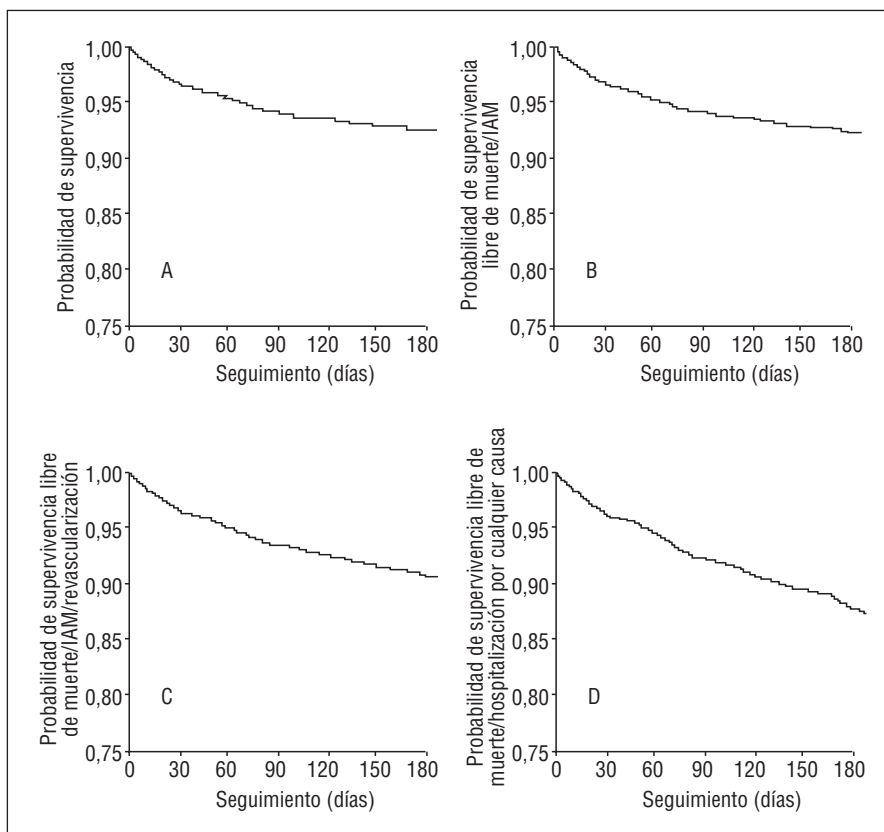 Probabilidad de supervivencia
1,00
0,95
0,90
0,85
0,80
0,75
A
0 30 60 90 120 150 180
Seguimiento (días)
Probabilidad de supervivencia
libre de muerte/IAM
1,00
0,95
0,90
0,85
0,80
0,75
B
0 30 60 90 120 150 180
Seguimiento (días)
Probabilidad de supervivencia libre
de muerte/IAM/revascularización
1,00
0,95
0,90
0,85
0,80
0,75
C
0 30 60 90 120 150 180
Seguimiento (días)
Probabilidad de supervivencia libre de
muerte/hospitalización por cualquier causa
1,00
0,95
0,90
0,85
0,80
0,75
D
0 30 60 90 120 150 180
Seguimiento (días)